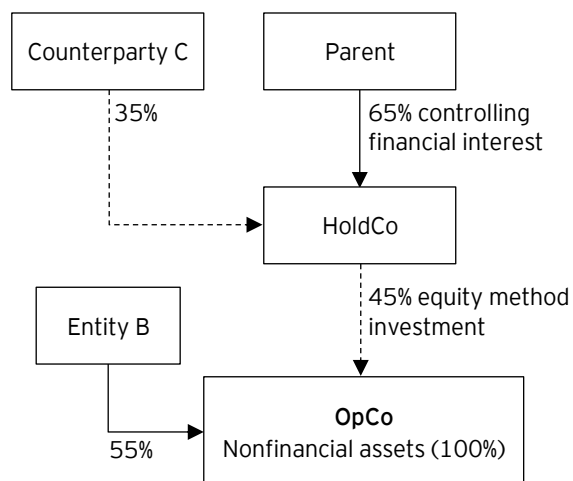 Counterparty C
Parent
35%
65% controlling
financial interest
HoldCo
45% equity method
investment
Entity B
55%
OpCo
Nonfinancial assets (100%)